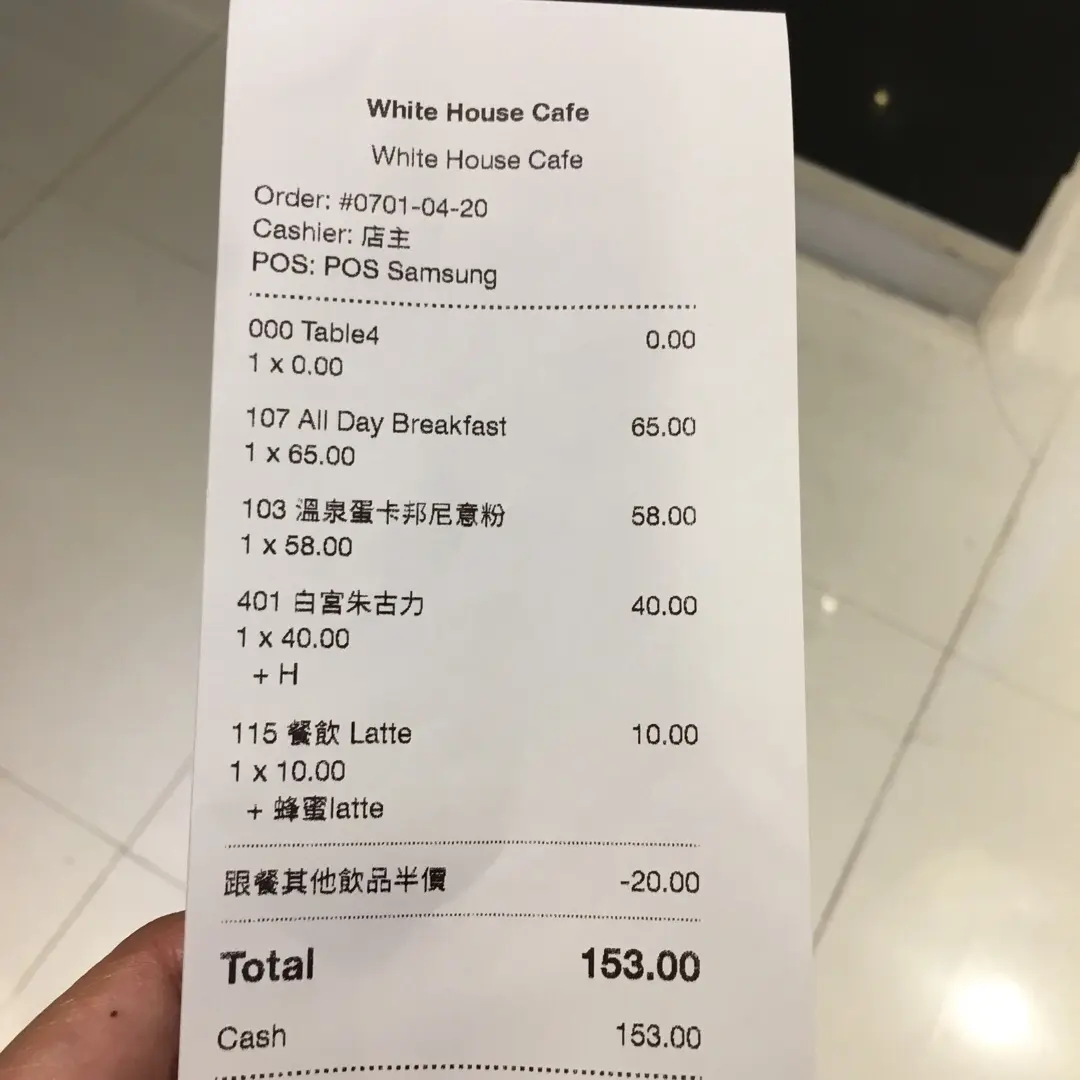 White House Cafe
White House Cafe
Order: #0701-04-20
Cashier: 店主
POS: POS Samsung
000 Table4 0.00
1 x 0.00
107 All Day Breakfast 65.00
1 x 65.00
103 溫泉蛋卡邦尼意粉 58.00
1 x 58.00
401 白宮朱古力 40.00
1 x 40.00
+ H
115 餐飲 Latte 10.00
1 x 10.00
+ 蜂蜜latte
跟餐其他飲品半價 -20.00
Total 153.00
Cash 153.00